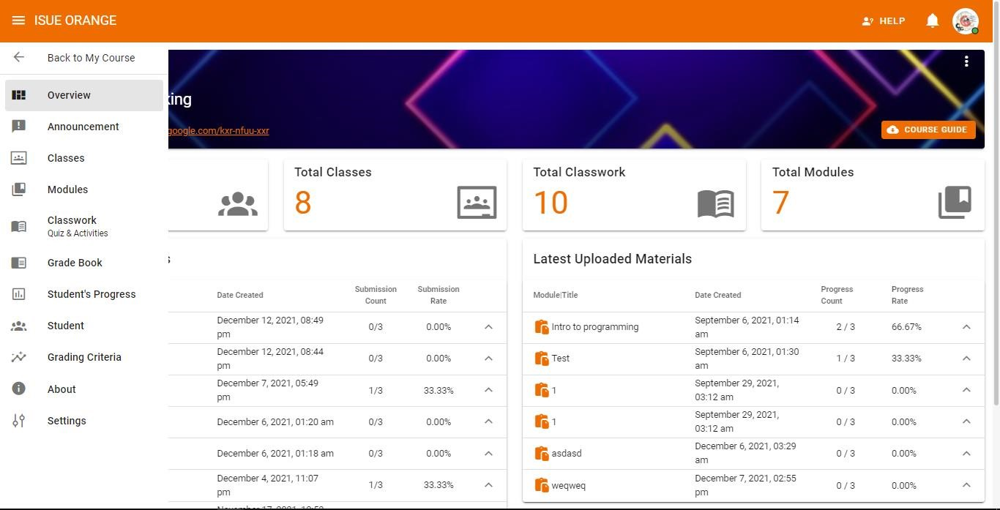 ISUE ORANGE
HELP
Back to My Course
Overview
Announcement
Classes
Modules
Classwork
Quiz & Activities
Grade Book
Student's Progress
Student
Grading Criteria
About
Settings
king
google.com/kxr-nfuu-xxr
COURSE GUIDE
Total Classes
8
Total Classwork
10
Total Modules
7
s
Date Created Submission Count Submission Rate
December 12, 2021, 08:49 pm 0/3 0.00%
December 12, 2021, 08:44 pm 0/3 0.00%
December 7, 2021, 05:49 pm 1/3 33.33%
December 6, 2021, 01:20 am 0/3 0.00%
December 6, 2021, 01:18 am 0/3 0.00%
December 4, 2021, 11:07 pm 1/3 33.33%
Latest Uploaded Materials
Module|Title Date Created Progress Count Progress Rate
Intro to programming September 6, 2021, 01:14 am 2 / 3 66.67%
Test September 6, 2021, 01:30 am 1 / 3 33.33%
1 September 29, 2021, 03:12 am 0 / 3 0.00%
1 September 29, 2021, 03:12 am 0 / 3 0.00%
asdasd December 6, 2021, 03:29 am 0 / 3 0.00%
weqweq December 7, 2021, 02:55 pm 0 / 3 0.00%